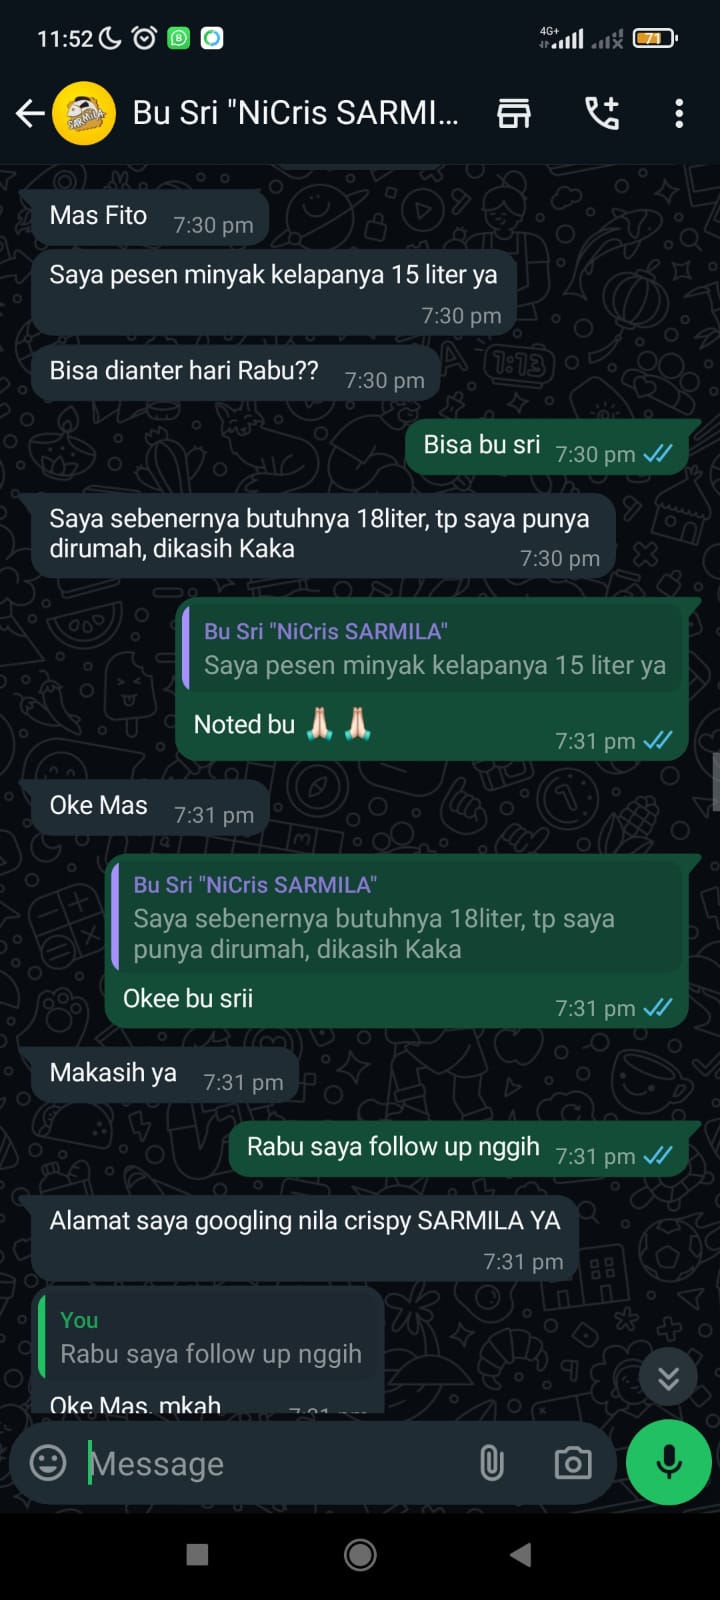 11:52
4G+
71
SARMILA
Bu Sri "NiCris SARMI...
Mas Fito
7:30 pm
Saya pesen minyak kelapanya 15 liter ya
7:30 pm
Bisa dianter hari Rabu??
7:30 pm
Bisa bu sri
7:30 pm
Saya sebenernya butuhnya 18liter, tp saya punya
dirumah, dikasih Kaka
7:30 pm
Bu Sri "NiCris SARMILA"
Saya pesen minyak kelapanya 15 liter ya
Noted bu 🙏🏻 🙏🏻
7:31 pm
Oke Mas
7:31 pm
Bu Sri "NiCris SARMILA"
Saya sebenernya butuhnya 18liter, tp saya
punya dirumah, dikasih Kaka
Okee bu srii
7:31 pm
Makasih ya
7:31 pm
Rabu saya follow up nggih
7:31 pm
Alamat saya googling nila crispy SARMILA YA
7:31 pm
You
Rabu saya follow up nggih
Oke Mas, mkah
7:31 pm
Message